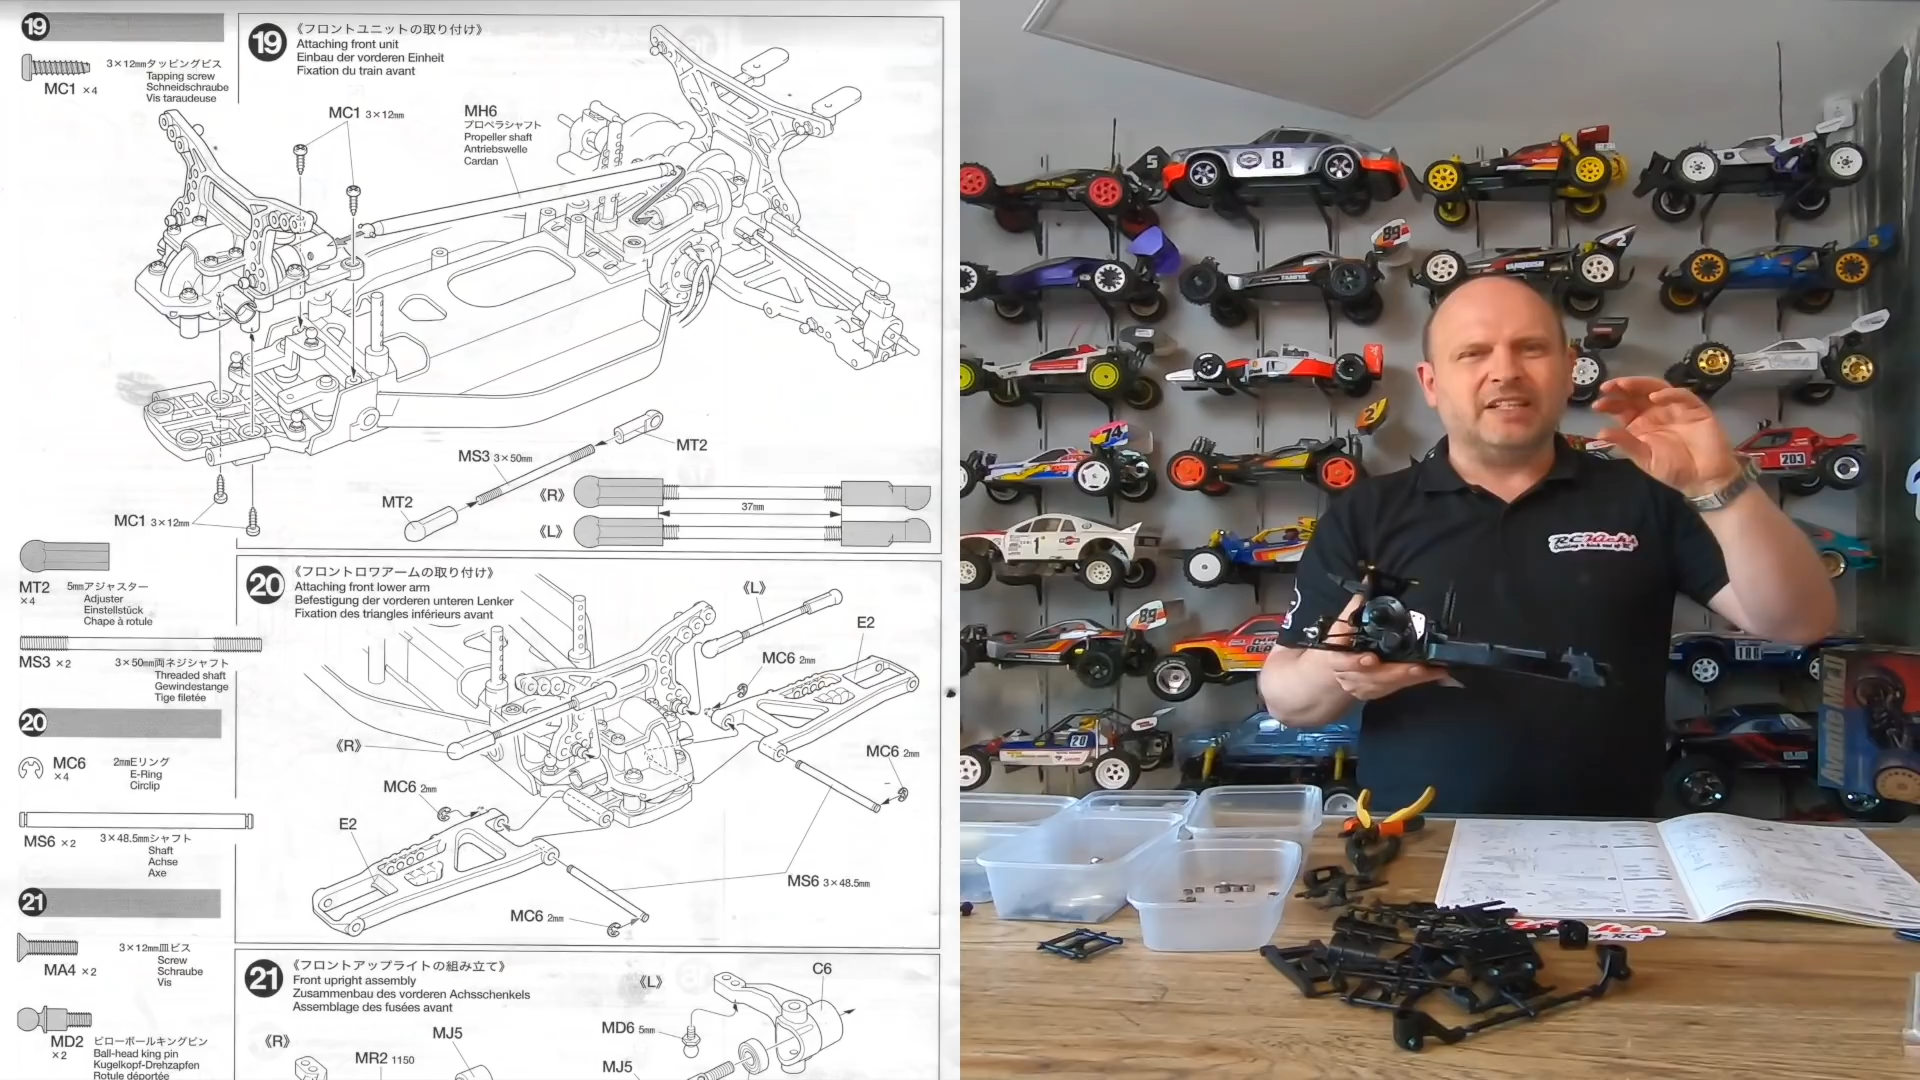 19
3×12mmタッピングビス
Tapping screw
Schneidschraube
Vis taraudeuse
MC1 ×4
19
《フロントユニットの取り付け》
Attaching front unit
Einbau der vorderen Einheit
Fixation du train avant
MC1 3×12mm
MH6
プロペラシャフト
Propeller shaft
Antriebswelle
Cardan
MT2
MS3 3×50mm
MT2
《R》
37mm
《L》
MC1 3×12mm
MT2
×4
5mmアジャスター
Adjuster
Einstellstück
Chape à rotule
MS3 ×2
3×50mm両ネジシャフト
Threaded shaft
Gewindestange
Tige filetée
20
MC6
×4
2mmEリング
E-Ring
Circlip
MS6 ×2
3×48.5mmシャフト
Shaft
Achse
Axe
20
《フロントロワアームの取り付け》
Attaching front lower arm
Befestigung der vorderen unteren Lenker
Fixation des triangles inférieurs avant
《L》
E2
MC6 2mm
《R》
MC6 2mm
MC6 2mm
E2
MS6 3×48.5mm
MC6 2mm
21
MA4 ×2
3×12mm皿ビス
Screw
Schraube
Vis
MD2
×2
ピローボールキングピン
Ball-head king pin
Kugelkopf-Drehzapfen
Rotule déportée
21
《フロントアップライトの組み立て》
Front upright assembly
Zusammenbau des vorderen Achsschenkels
Assemblage des fusées avant
《L》
C6
《R》
MJ5
MR2 1150
MD6 5mm
MJ5
5
8
89
2
5
74
2
203
1
89
188
20
Avante Mk.II